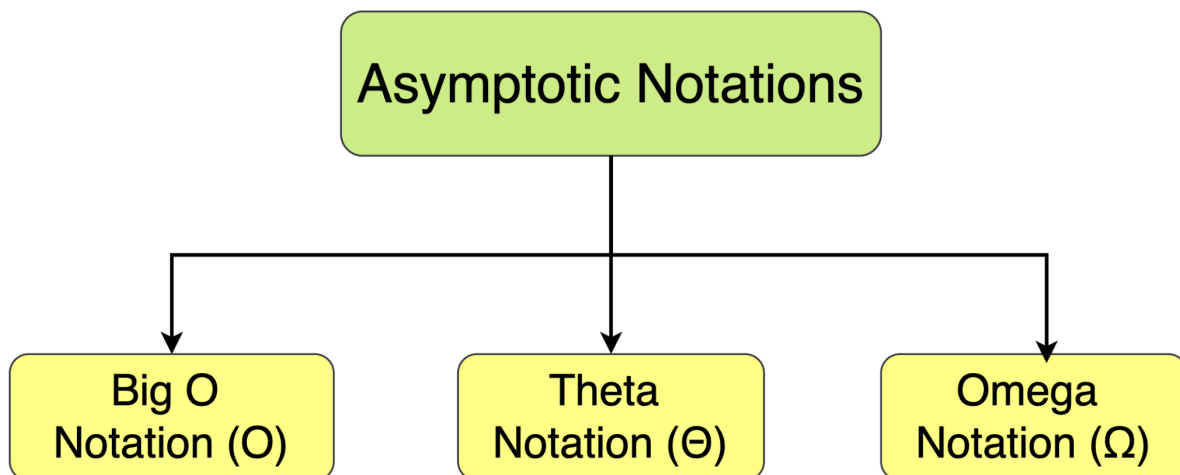 Asymptotic Notations
Big O
Notation (O)
Theta
Notation (Θ)
Omega
Notation (Ω)